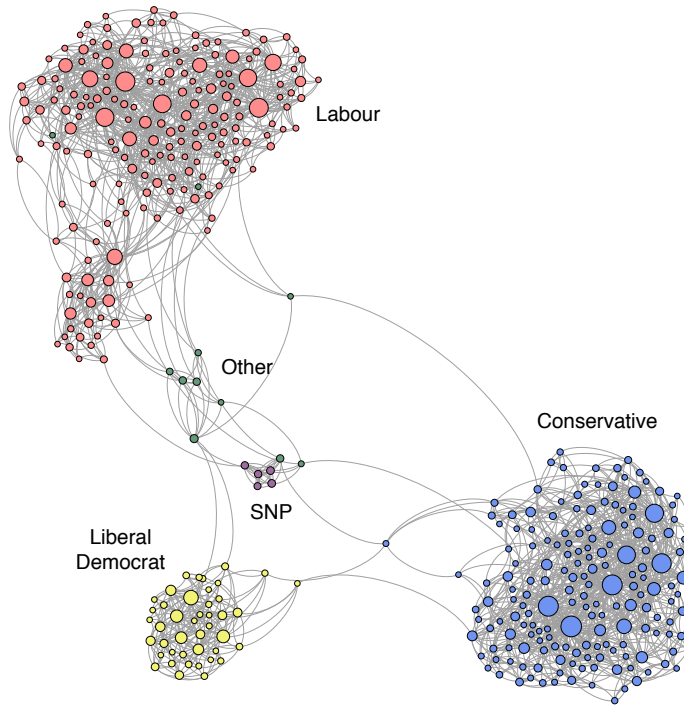 Labour
Other
Conservative
SNP
Liberal
Democrat